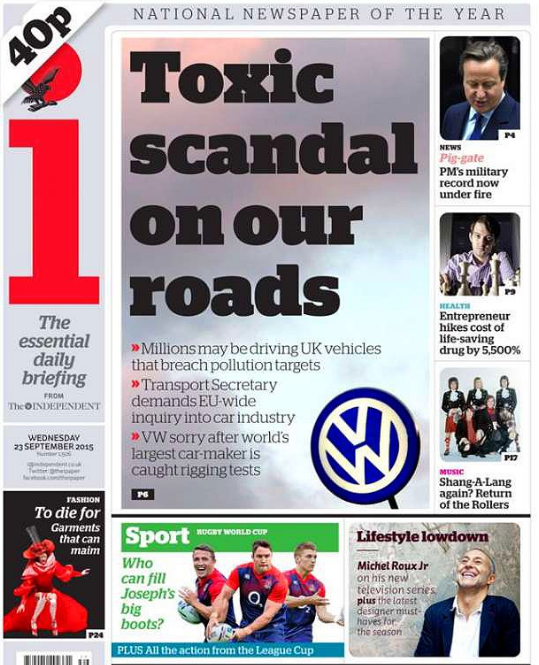 NATIONAL NEWSPAPER OF THE YEAR
40p
i
The
essential
daily
briefing
FROM
The INDEPENDENT
WEDNESDAY
23 SEPTEMBER 2015
i@independent.co.uk
Twitter: @theipaper
facebook.com/theipaper
FASHION
To die for
Garments
that can
maim
P24
Toxic
scandal
on our
roads
»Millions may be driving UK vehicles
that breach pollution targets
»Transport Secretary
demands EU-wide
inquiry into car industry
»VW sorry after world's
largest car-maker is
caught rigging tests
P6
VW
P4
NEWS
Pig-gate
PM's military
record now
under fire
P9
HEALTH
Entrepreneur
hikes cost of
life-saving
drug by 5,500%
P17
MUSIC
Shang-A-Lang
again? Return
of the Rollers
Sport RUGBY WORLD CUP
Who
can fill
Joseph's
big
boots?
O2
PLUS All the action from the League Cup
Lifestyle lowdown
Michel Roux Jr
on his new
television series,
plus the latest
designer must-
haves for
the season